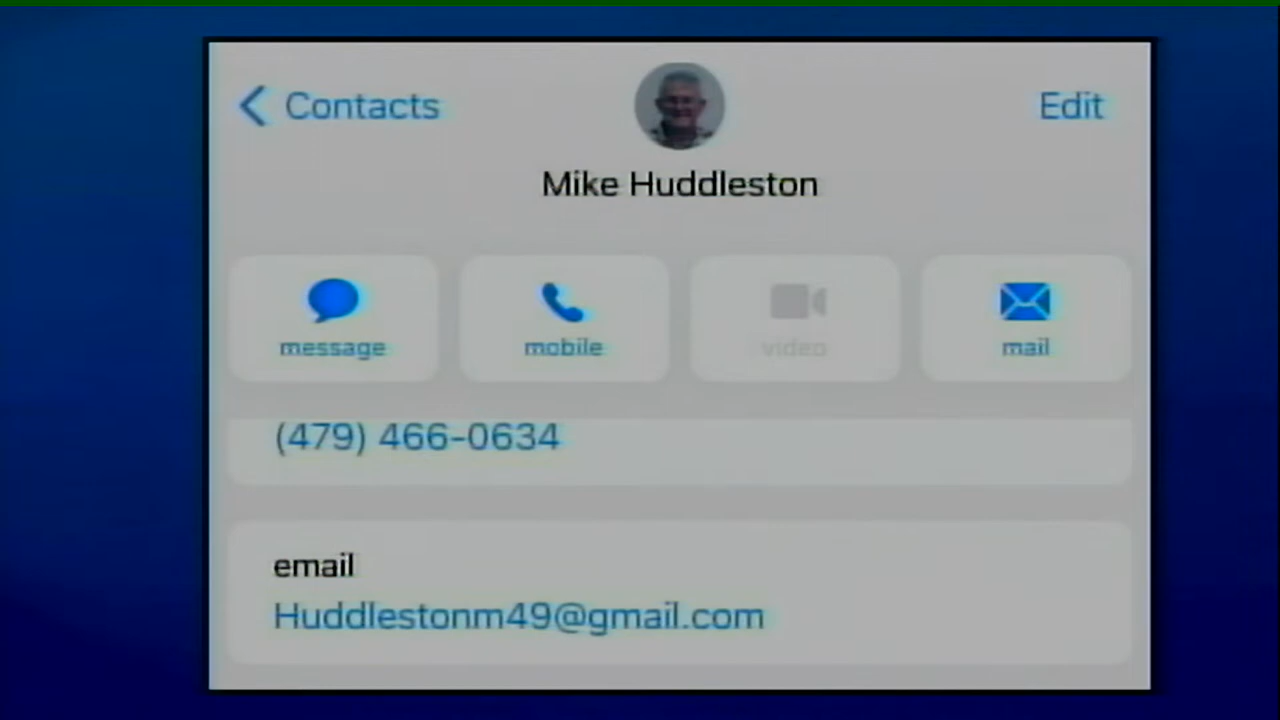 Contacts
Edit
Mike Huddleston
message
mobile
video
mail
(479) 466-0634
email
Huddlestonm49@gmail.com